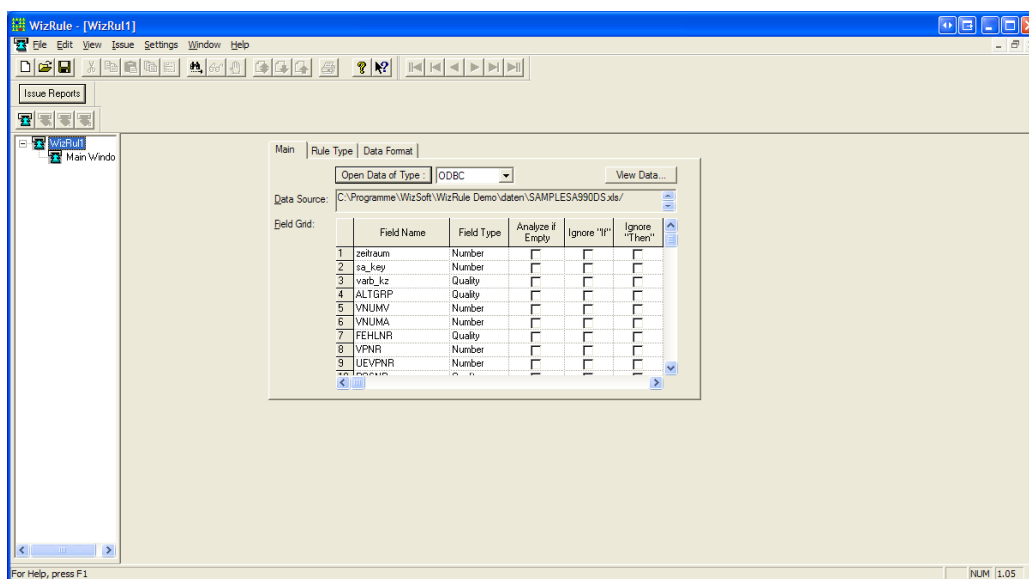 WizRule - [WizRul1]
File Edit View Issue Settings Window Help
Issue Reports
WizRul1
Main Windo
Main Rule Type Data Format
Open Data of Type : ODBC View Data...
Data Source: C:\Programme\WizSoft\WizRule Demo\daten\SAMPLESA990DS.xls/
Field Grid:
Field Name Field Type Analyze if Empty Ignore "If" Ignore "Then"
1 zeitraum Number
2 sa_key Number
3 varb_kz Quality
4 ALTGRP Quality
5 VNUMV Number
6 VNUMA Number
7 FEHLNR Quality
8 VPNR Number
9 UEVPNR Number
For Help, press F1 NUM 1.05